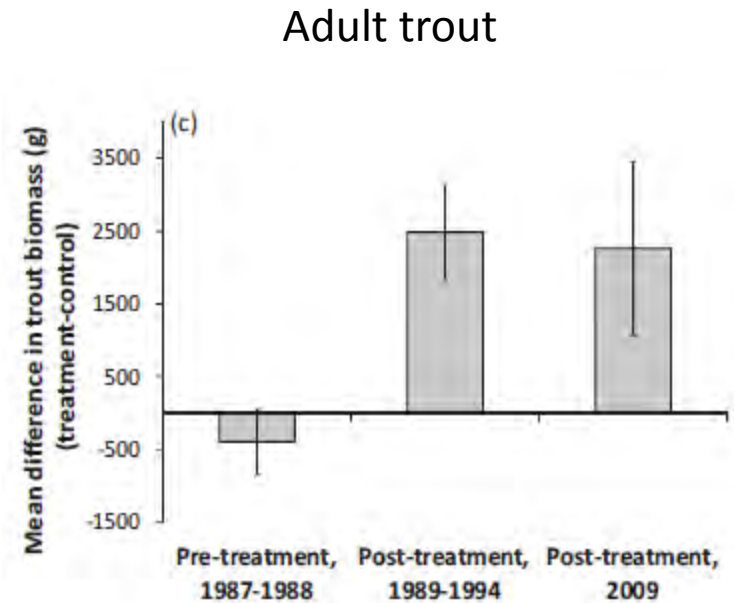 Adult trout
(c)
Mean difference in trout biomass (g)
(treatment-control)
3500
2500
1500
500
-500
-1500
Pre-treatment,
1987-1988
Post-treatment,
1989-1994
Post-treatment,
2009